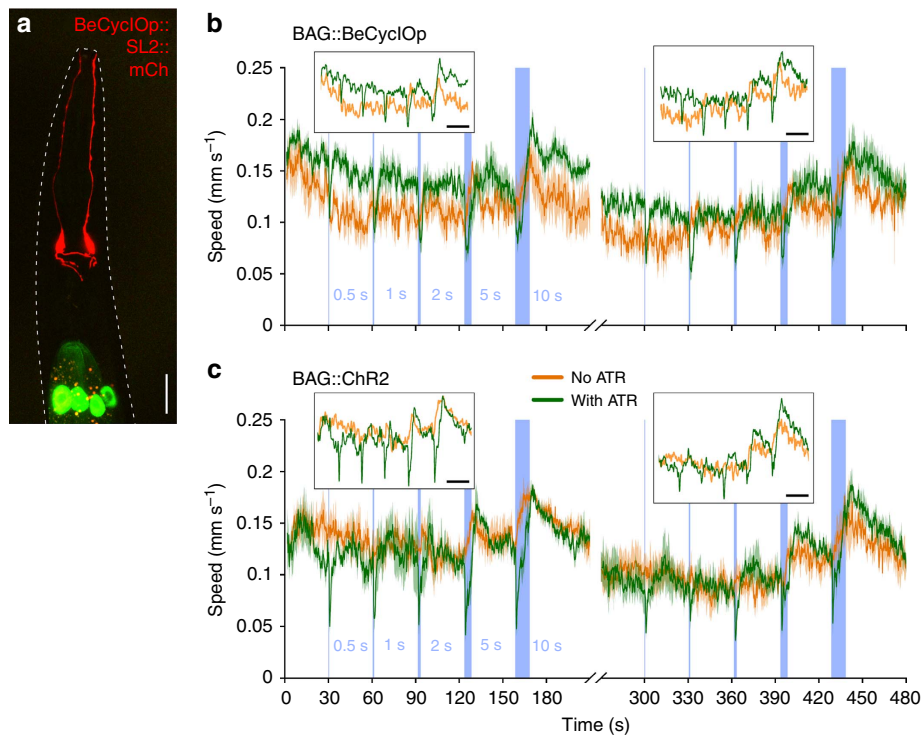 a
BeCyclOp::
SL2::
mCh
b
BAG::BeCyclOp
0.25
0.2
0.15
0.1
0.05
0
Speed (mm s⁻¹)
0.5 s
1 s
2 s
5 s
10 s
c
BAG::ChR2
No ATR
With ATR
0.25
0.2
0.15
0.1
0.05
0
Speed (mm s⁻¹)
0.5 s
1 s
2 s
5 s
10 s
0 30 60 90 120 150 180 300 330 360 390 420 450 480
Time (s)